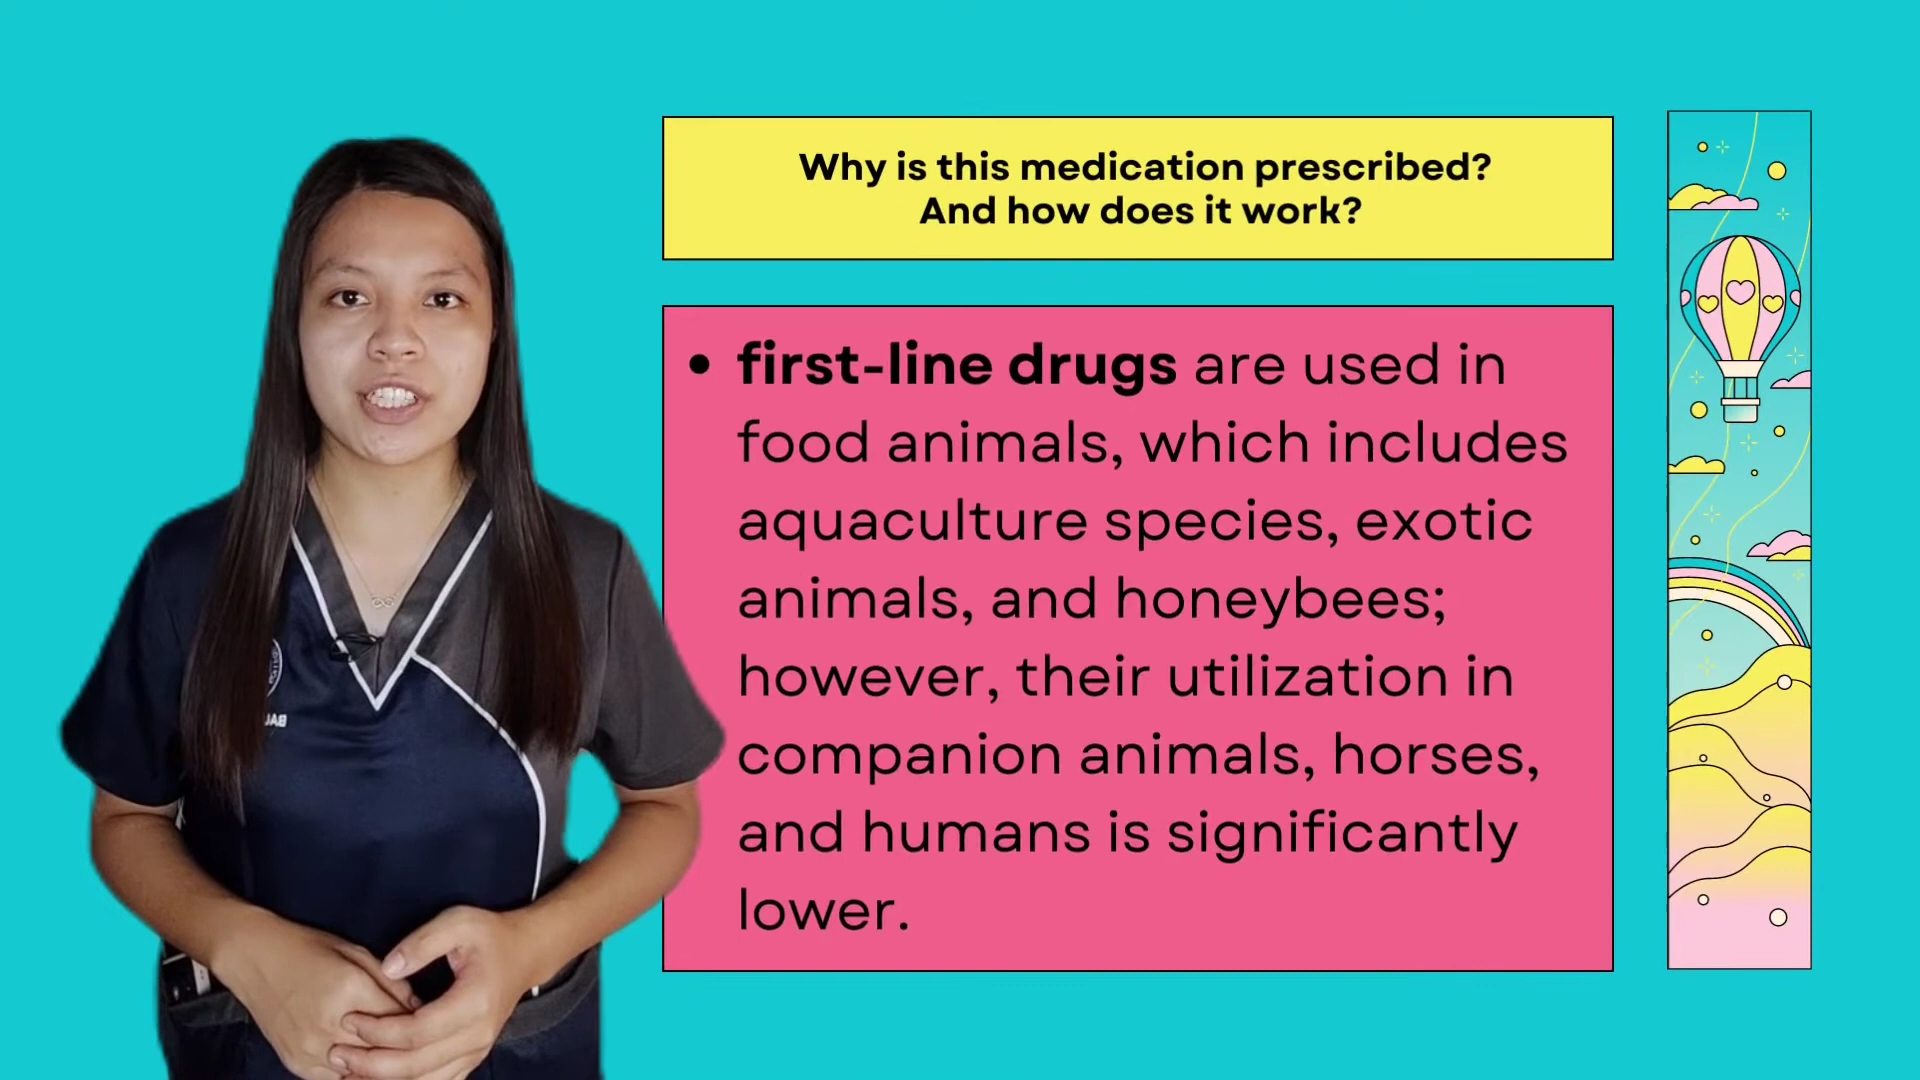 Why is this medication prescribed?
And how does it work?
• first-line drugs are used in
food animals, which includes
aquaculture species, exotic
animals, and honeybees;
however, their utilization in
companion animals, horses,
and humans is significantly
lower.